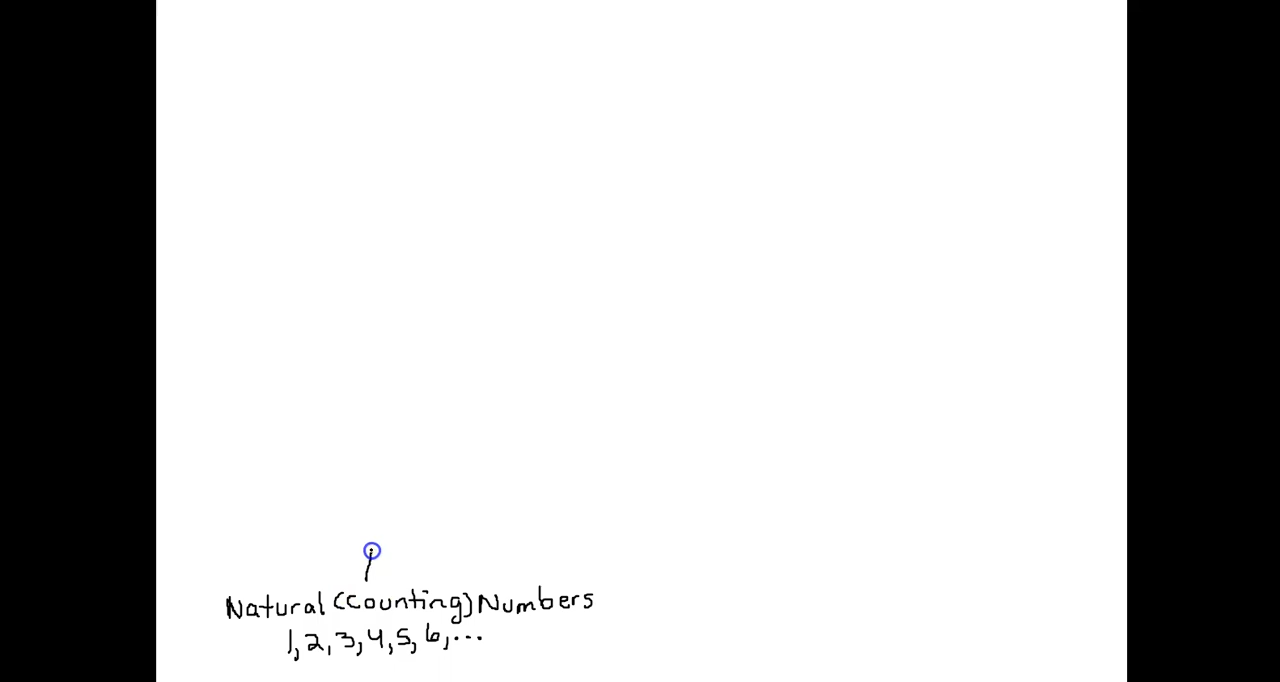 Natural (Counting) Numbers
1, 2, 3, 4, 5, 6, ...